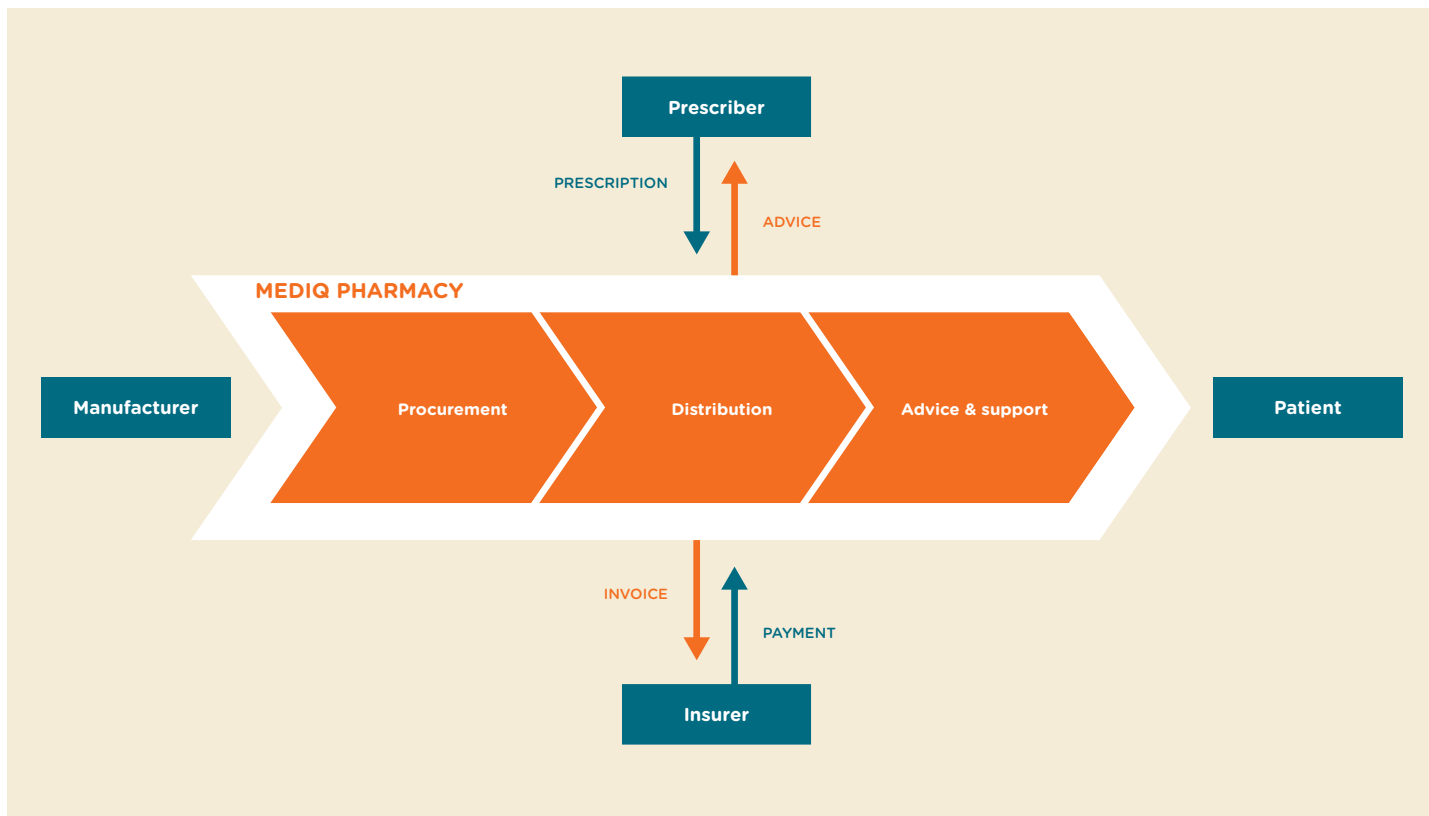 Prescriber
PRESCRIPTION
ADVICE
MEDIQ PHARMACY
Manufacturer
Procurement
Distribution
Advice & support
Patient
INVOICE
PAYMENT
Insurer